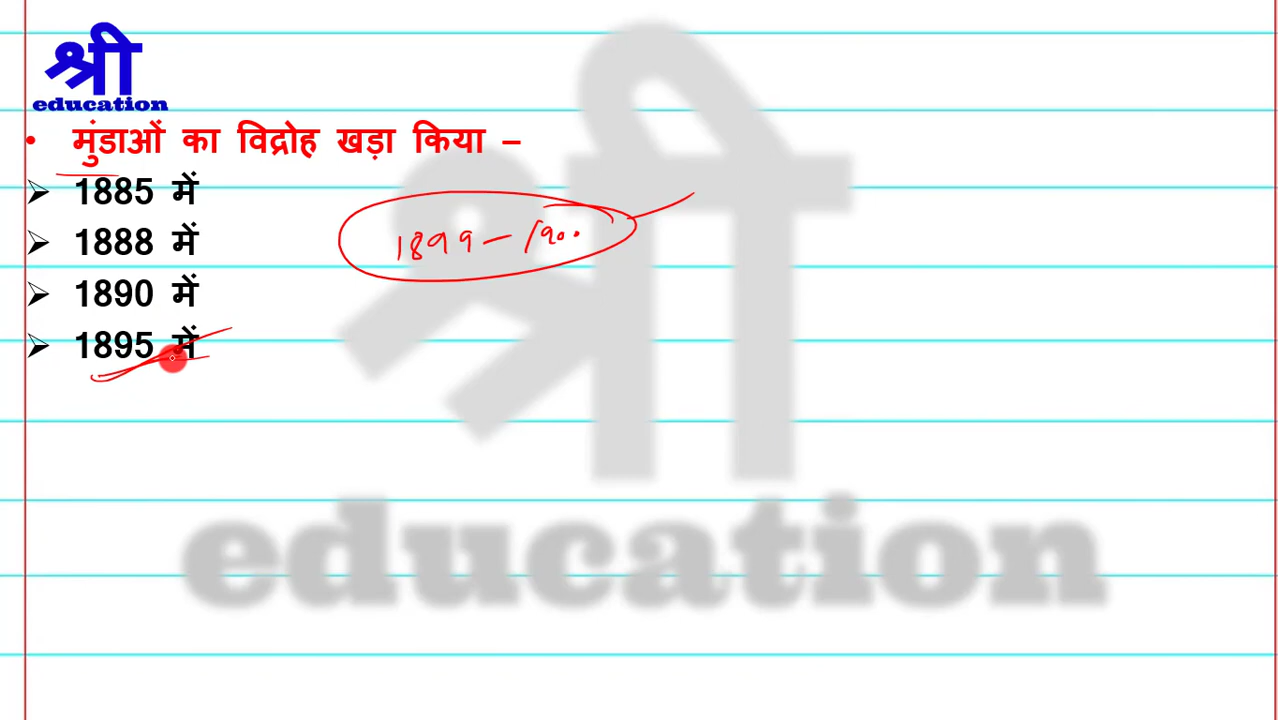 श्री
education
• मुंडाओं का विद्रोह खड़ा किया –
➢ 1885 में
➢ 1888 में
1899 – 1900
➢ 1890 में
➢ 1895 में
श्री
education